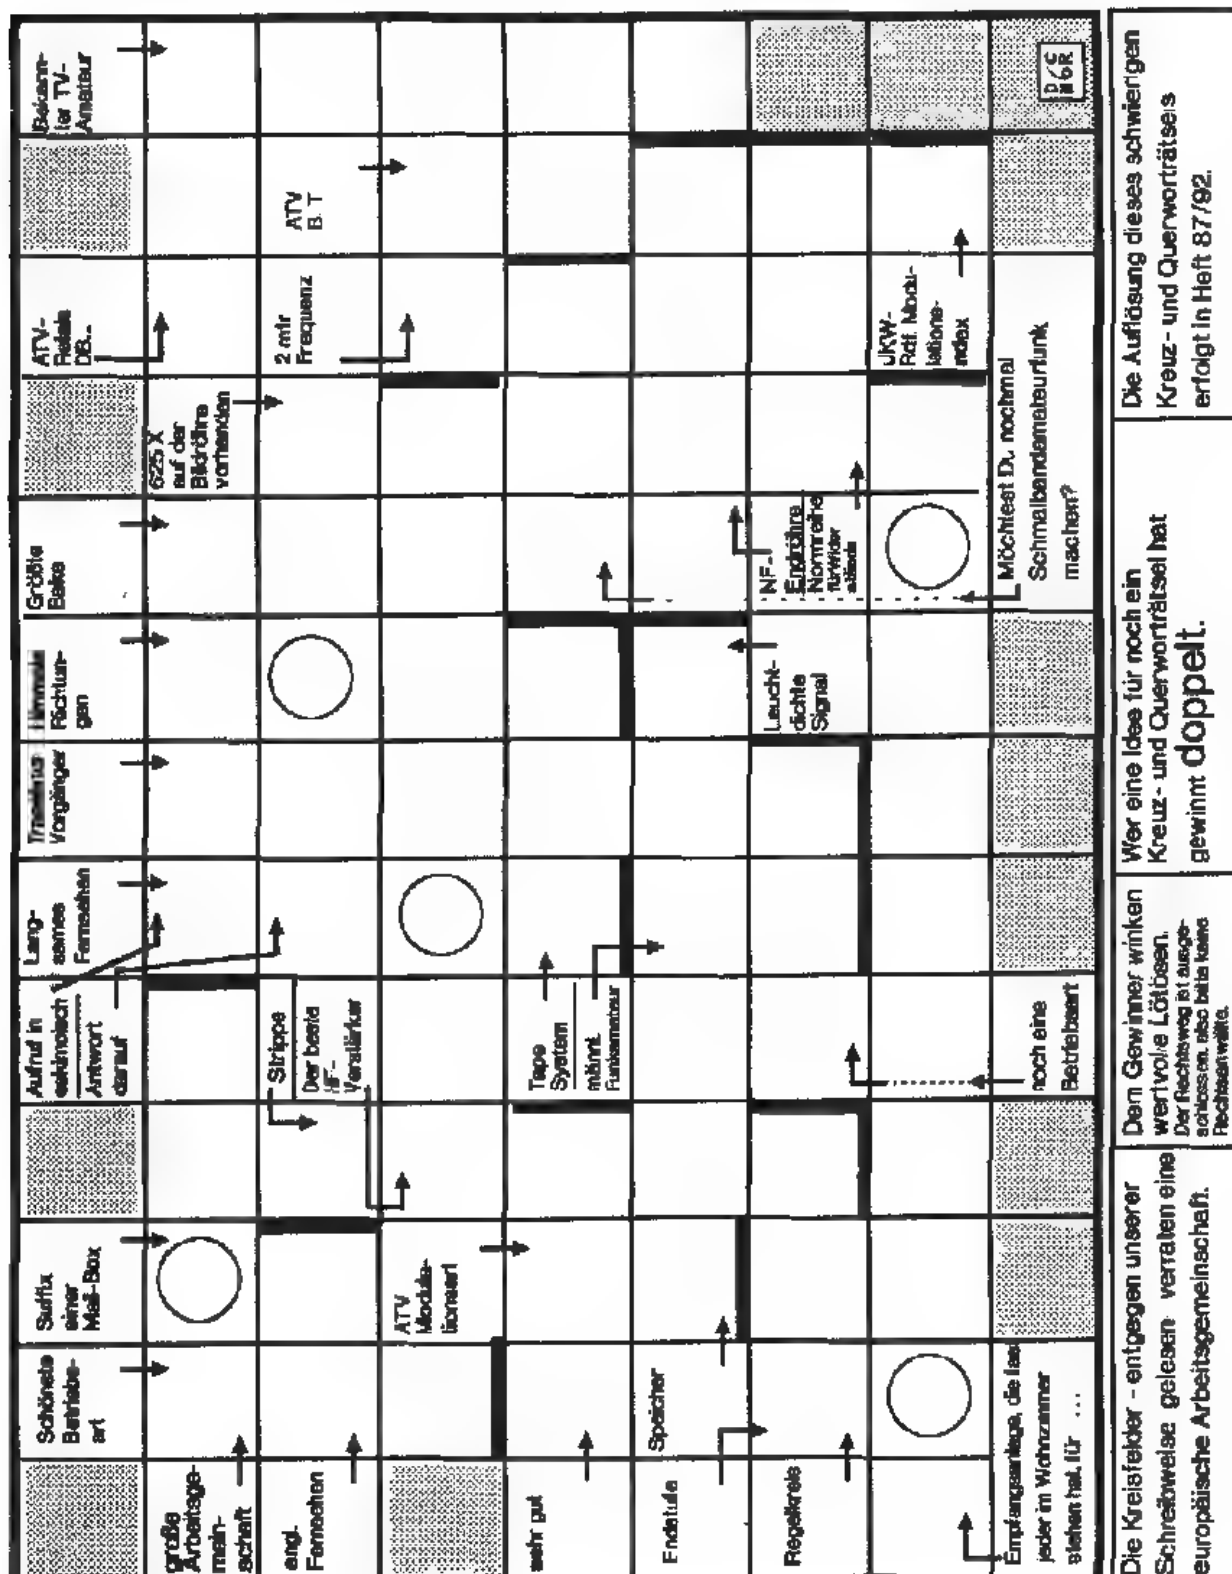 Schönste
Betriebs-
art
Suffix
einer
Mail-Box
Aufruf in
eskimoisch
Antwort
darauf
Lang-
sames
Fernsehen
Vorgänger
Richtun-
gen
Größte
Bake
ATV-
Relais
DB...
Bekann-
ter TV-
Amateur
große
Arbeitsge-
mein-
schaft
625 X
auf der
Bildröhre
vorhanden
engl.
Fernsehen
Strippe
Der beste
HF-
Verstärker
2 mtr
Frequenz
ATV
B. T
ATV
Modula-
tionsart
sehr gut
Tape
System
männl.
Funkamateur
Endstufe
Speicher
Regelkreis
Leucht-
dichte
Signal
NF-
Endröhre
Normreihe
für Wider
stände
UKW-
Rdf. Modu-
lations-
index
Empfangsanlage, die fast
jeder im Wohnzimmer
stehen hat, für ...
noch eine
Betriebsart
Möchtest Du nochmal
Schmalbandamateurfunk
machen?
D/C
M6R
Die Kreisfelder - entgegen unserer
Schreibweise gelesen verraten eine
europäische Arbeitsgemeinschaft.
Dem Gewinner winken
wertvolle Lötösen.
Der Rechtsweg ist ausge-
schlossen, also bitte keine
Rechtsanwälte.
Wer eine Idee für noch ein
Kreuz- und Querworträtsel hat
gewinnt doppelt.
Die Auflösung dieses schwierigen
Kreuz- und Querworträtsels
erfolgt in Heft 87/92.